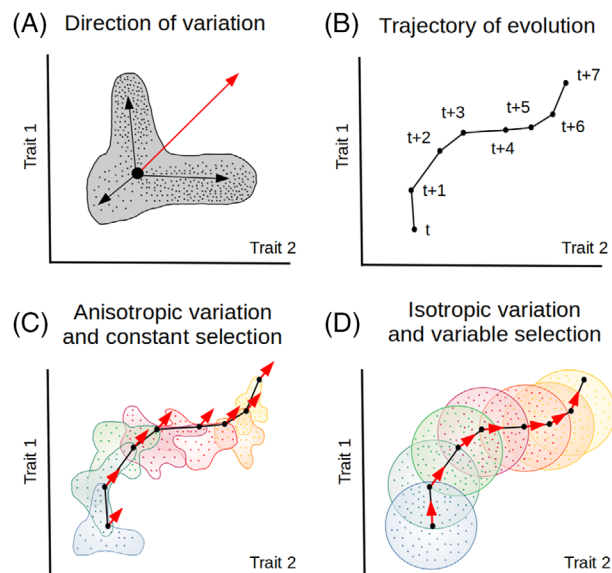 (A) Direction of variation
Trait 1
Trait 2
(B) Trajectory of evolution
Trait 1
t+7
t+3
t+5
t+2
t+6
t+4
t+1
t
Trait 2
(C) Anisotropic variation
and constant selection
Trait 1
Trait 2
(D) Isotropic variation
and variable selection
Trait 1
Trait 2